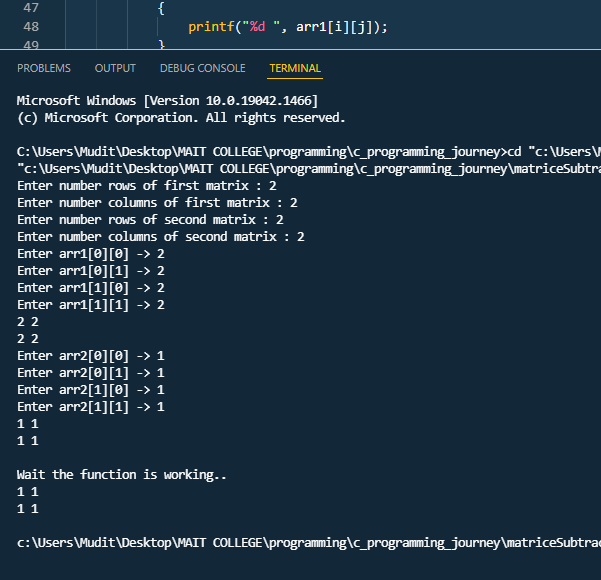 47 {
48 printf("%d ", arr1[i][j]);
49 }
PROBLEMS OUTPUT DEBUG CONSOLE TERMINAL
Microsoft Windows [Version 10.0.19042.1466]
(c) Microsoft Corporation. All rights reserved.
C:\Users\Mudit\Desktop\MAIT COLLEGE\programming\c_programming_journey>cd "c:\Users\M
"c:\Users\Mudit\Desktop\MAIT COLLEGE\programming\c_programming_journey\matriceSubtra
Enter number rows of first matrix : 2
Enter number columns of first matrix : 2
Enter number rows of second matrix : 2
Enter number columns of second matrix : 2
Enter arr1[0][0] -> 2
Enter arr1[0][1] -> 2
Enter arr1[1][0] -> 2
Enter arr1[1][1] -> 2
2 2
2 2
Enter arr2[0][0] -> 1
Enter arr2[0][1] -> 1
Enter arr2[1][0] -> 1
Enter arr2[1][1] -> 1
1 1
1 1
Wait the function is working..
1 1
1 1
c:\Users\Mudit\Desktop\MAIT COLLEGE\programming\c_programming_journey\matriceSubtrac